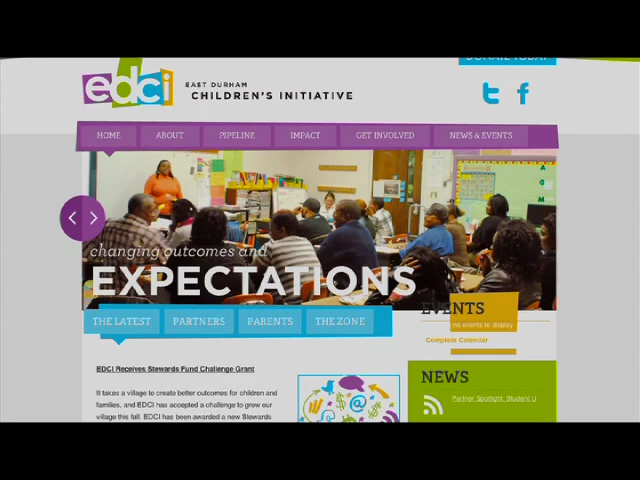 DONATE TODAY
edci
EAST DURHAM
CHILDREN'S INITIATIVE
HOME
ABOUT
PIPELINE
IMPACT
GET INVOLVED
NEWS & EVENTS
changing outcomes and
EXPECTATIONS
THE LATEST
PARTNERS
PARENTS
THE ZONE
EVENTS
no events to display
Complete Calendar
EDCI Receives Stewards Fund Challenge Grant
It takes a village to create better outcomes for children and
families, and EDCI has accepted a challenge to grow our
village this fall. EDCI has been awarded a new Stewards
NEWS
Partner Spotlight: Student U